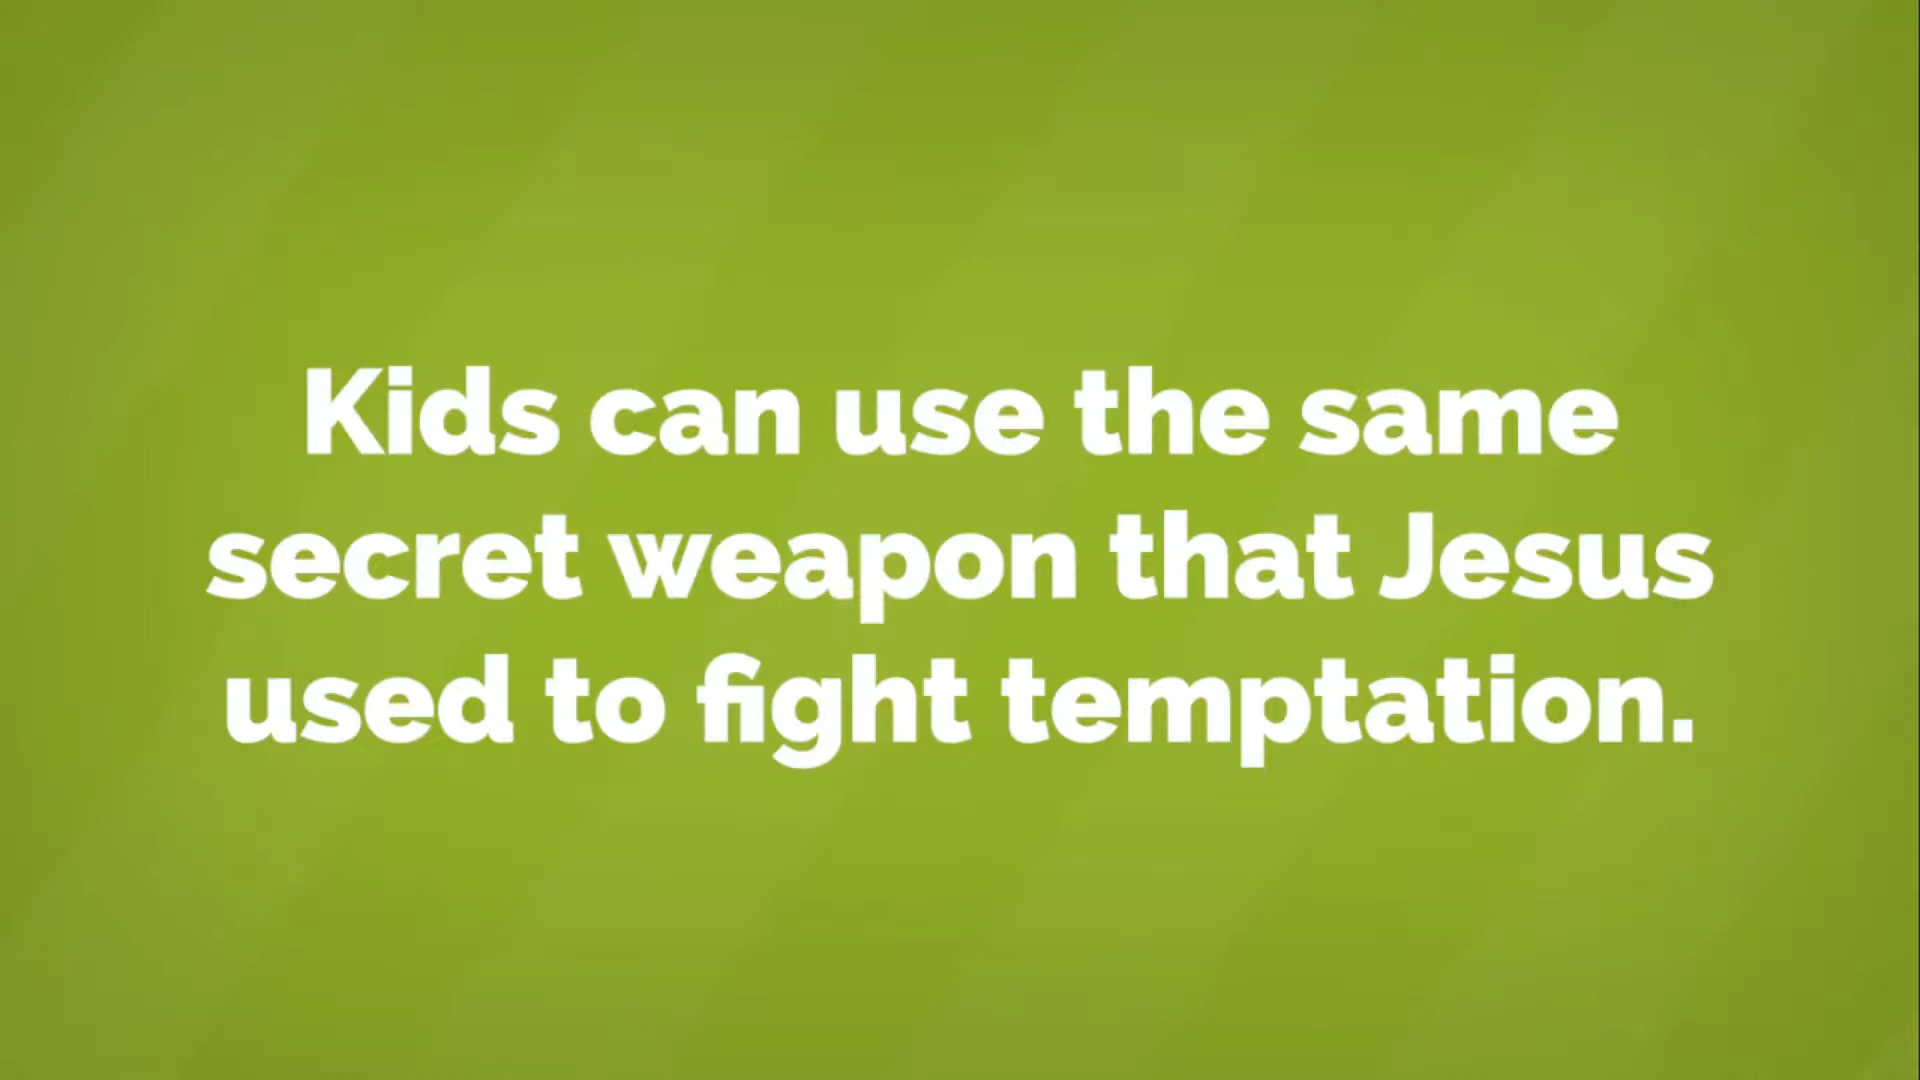 Kids can use the same
secret weapon that Jesus
used to fight temptation.